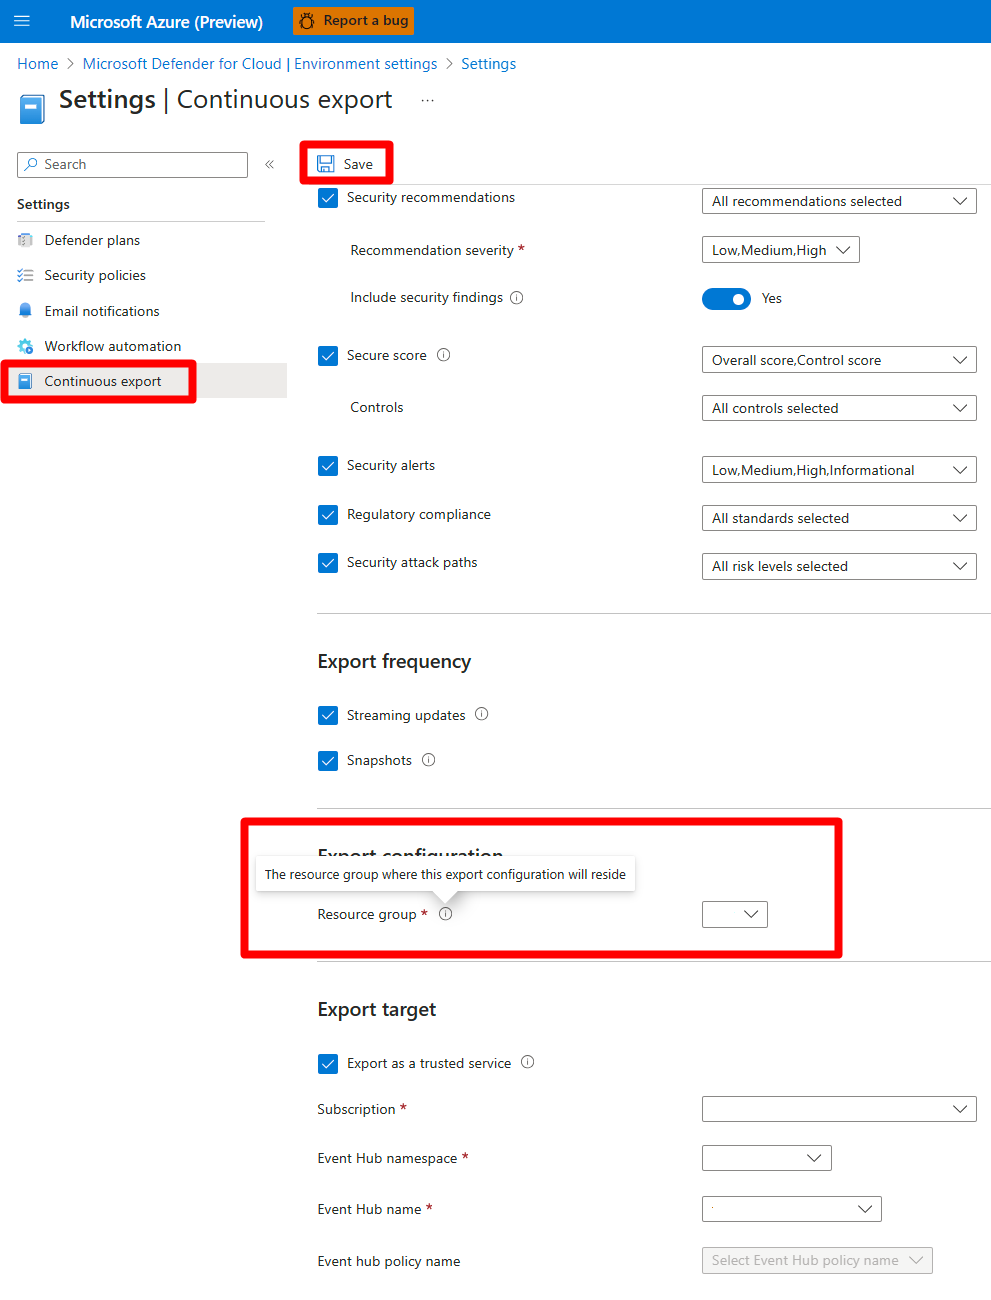 Microsoft Azure (Preview)
Report a bug
Home > Microsoft Defender for Cloud | Environment settings > Settings
Settings | Continuous export ...
Search «
Save
Settings
Defender plans
Security policies
Email notifications
Workflow automation
Continuous export
Security recommendations
All recommendations selected
Recommendation severity *
Low,Medium,High
Include security findings
Yes
Secure score
Overall score,Control score
Controls
All controls selected
Security alerts
Low,Medium,High,Informational
Regulatory compliance
All standards selected
Security attack paths
All risk levels selected
Export frequency
Streaming updates
Snapshots
Export configuration
The resource group where this export configuration will reside
Resource group *
Export target
Export as a trusted service
Subscription *
Event Hub namespace *
Event Hub name *
Event hub policy name
Select Event Hub policy name